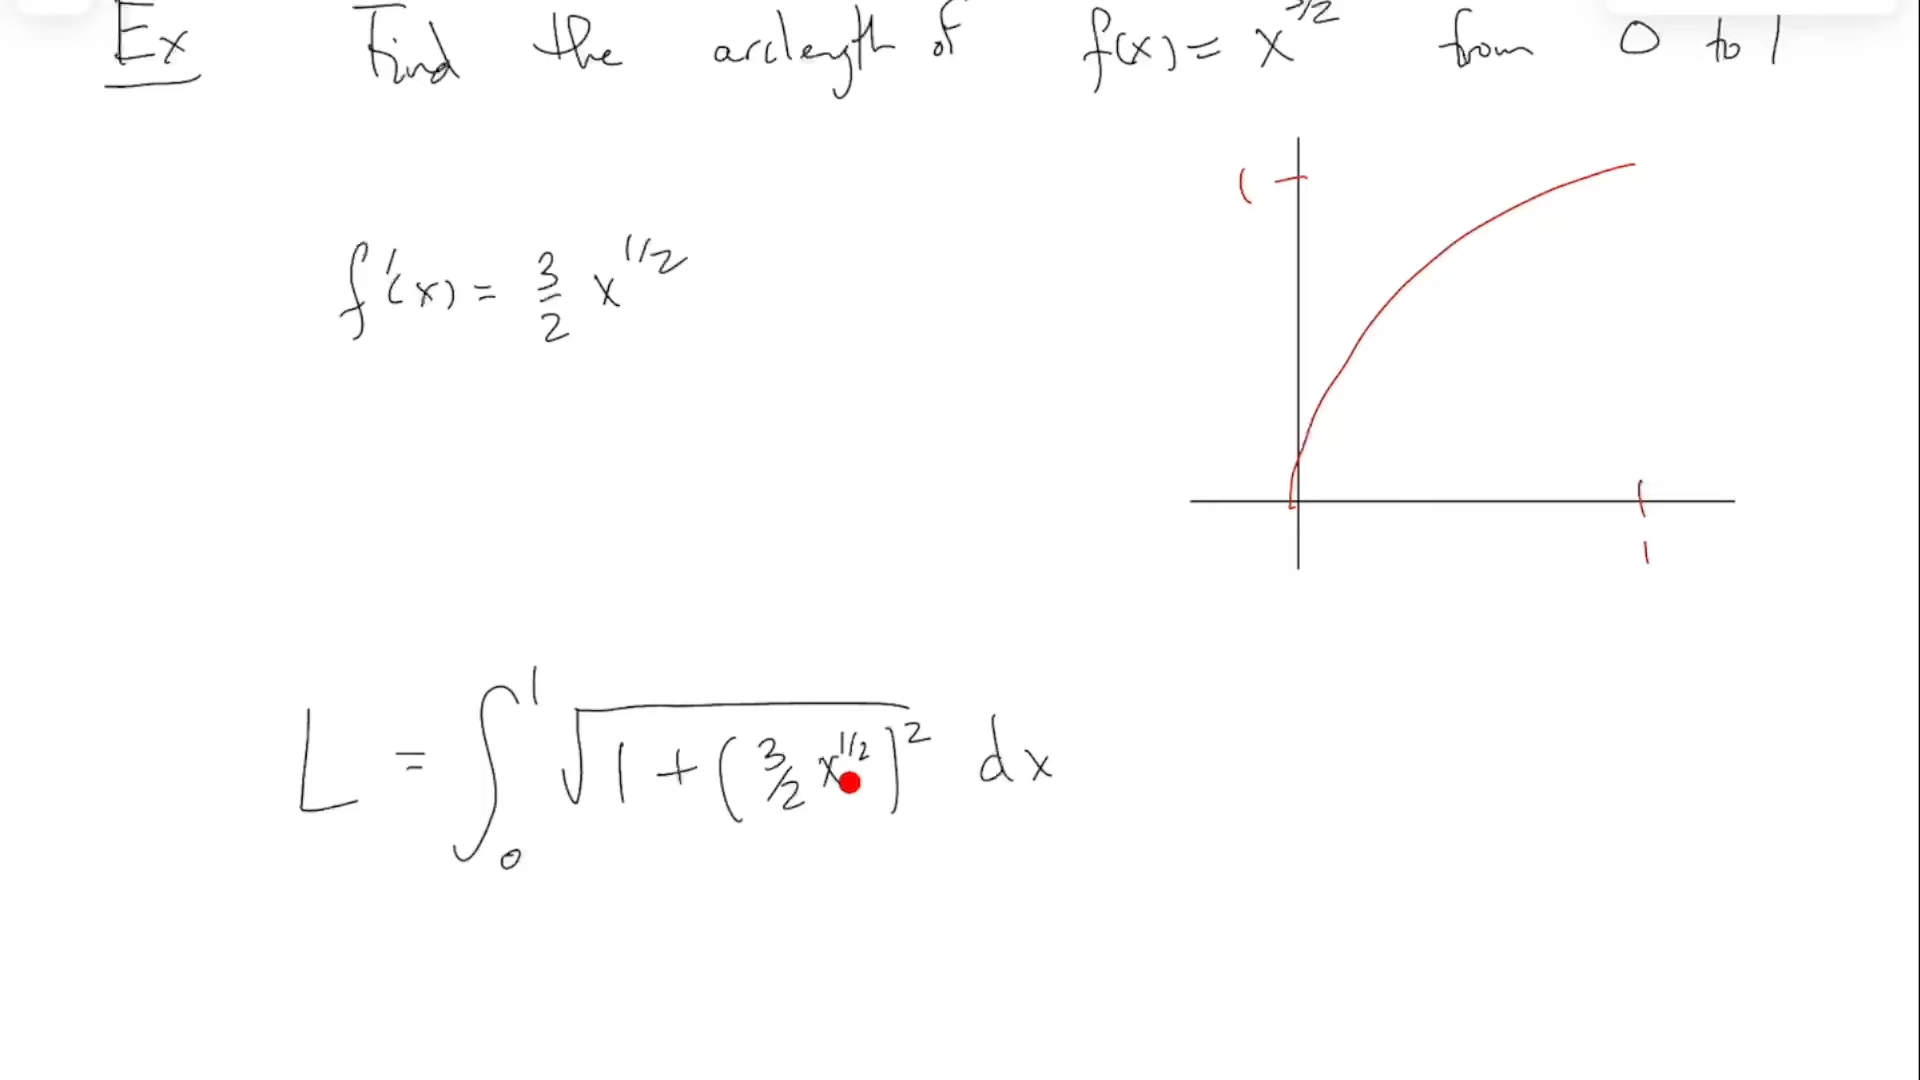 Ex Find the arclength of f(x) = x^{3/2} from 0 to 1
1
f'(x) = 3/2 x^{1/2}
1
L = ∫_0^1 √(1 + (3/2 x^{1/2})^2) dx